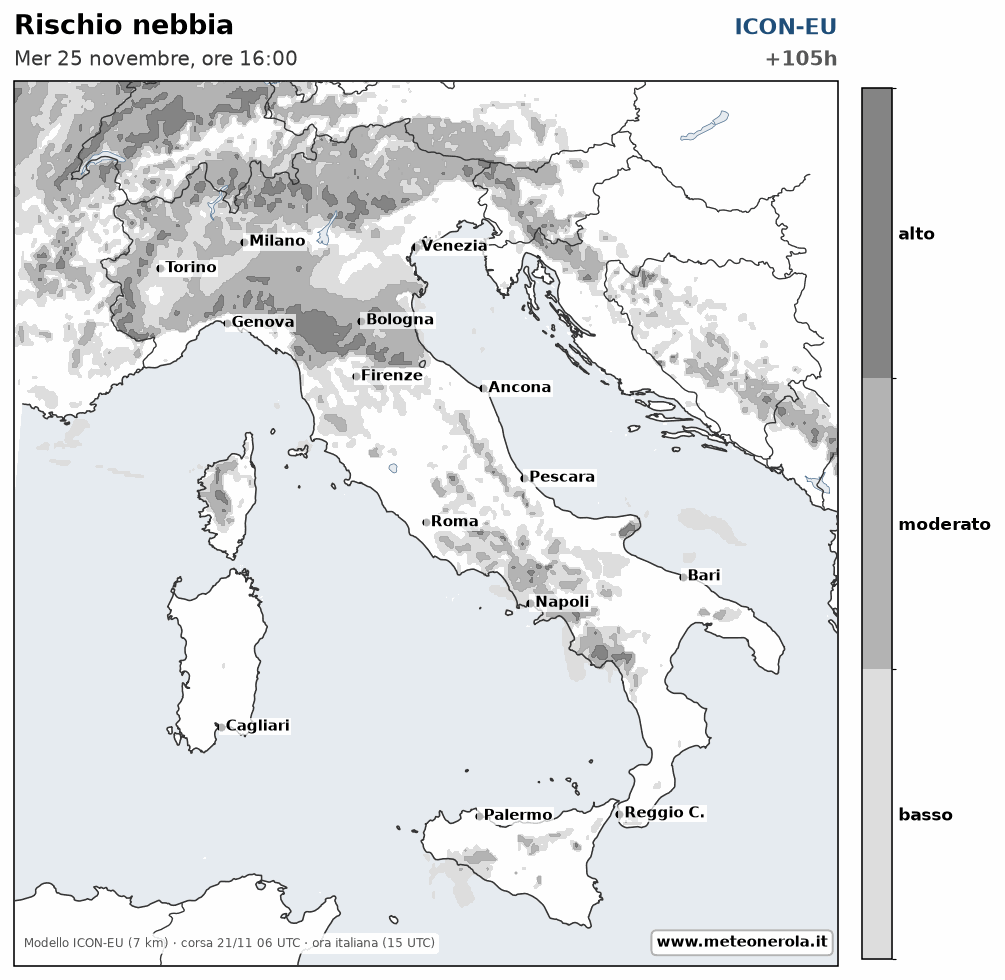 Rischio nebbia
ICON-EU
Mer 25 novembre, ore 16:00
+105h
alto
Milano
Venezia
Torino
Genova
Bologna
Firenze
Ancona
Pescara
Roma
moderato
Bari
Napoli
Cagliari
Palermo
Reggio C.
basso
Modello ICON-EU (7 km) · corsa 21/11 06 UTC · ora italiana (15 UTC)
www.meteonerola.it